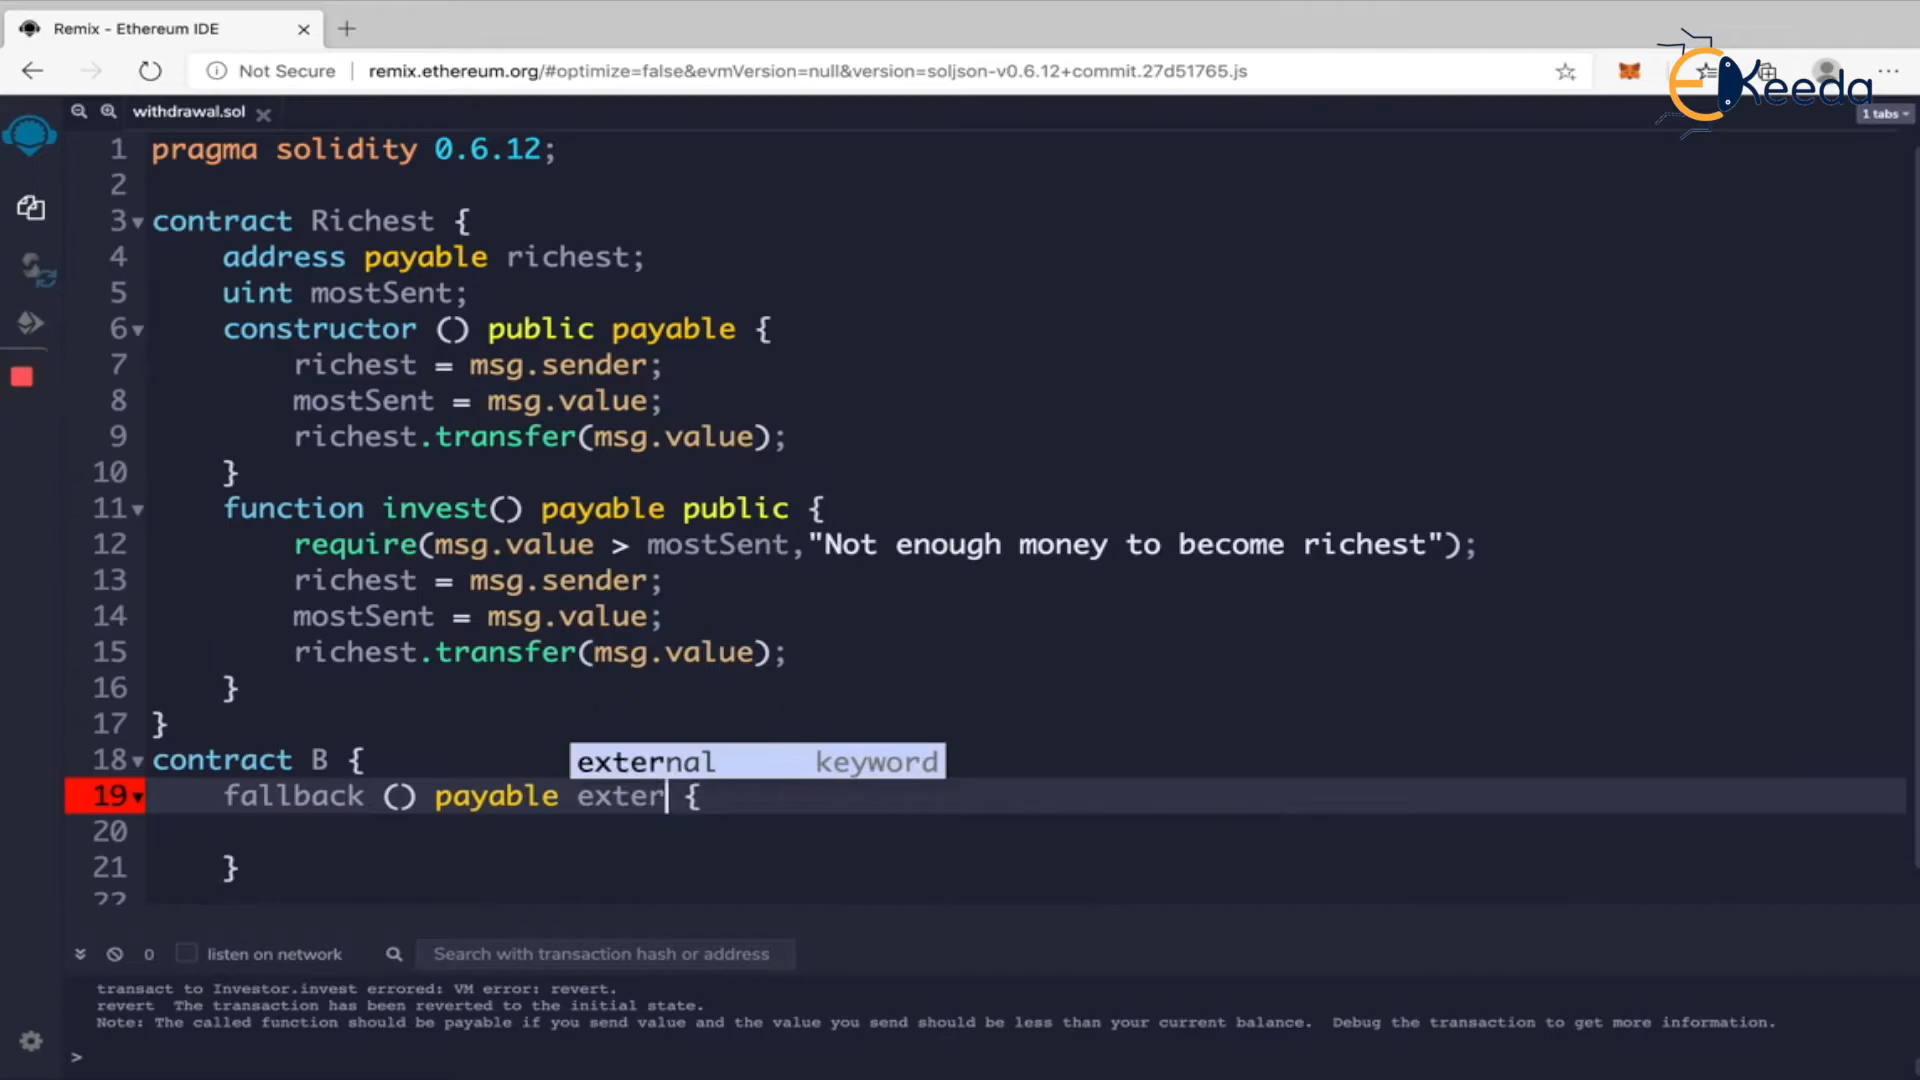 Remix - Ethereum IDE
Not Secure | remix.ethereum.org/#optimize=false&evmVersion=null&version=soljson-v0.6.12+commit.27d51765.js
eKeeda
withdrawal.sol
1 tabs
1 pragma solidity 0.6.12;
2
3 contract Richest {
4 address payable richest;
5 uint mostSent;
6 constructor () public payable {
7 richest = msg.sender;
8 mostSent = msg.value;
9 richest.transfer(msg.value);
10 }
11 function invest() payable public {
12 require(msg.value > mostSent,"Not enough money to become richest");
13 richest = msg.sender;
14 mostSent = msg.value;
15 richest.transfer(msg.value);
16 }
17 }
18 contract B {
external keyword
19 fallback () payable exter {
20
21 }
22
0 listen on network Search with transaction hash or address
transact to Investor.invest errored: VM error: revert.
revert The transaction has been reverted to the initial state.
Note: The called function should be payable if you send value and the value you send should be less than your current balance. Debug the transaction to get more information.
>